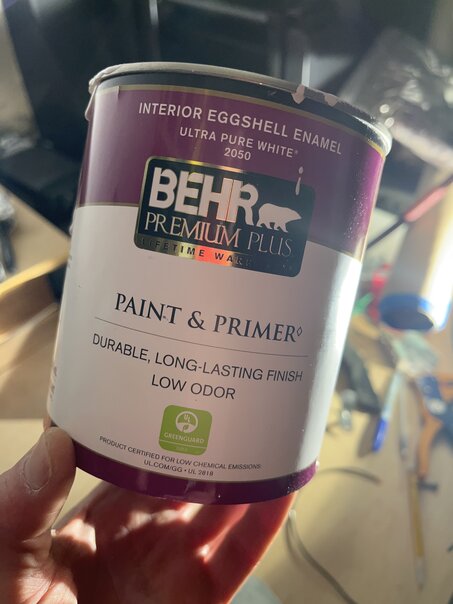 INTERIOR EGGSHELL ENAMEL
ULTRA PURE WHITE®
2050
BEHR
PREMIUM PLUS®
LIFETIME
PAINT & PRIMER◊
DURABLE, LONG-LASTING FINISH
LOW ODOR
UL
GREENGUARD
PRODUCT CERTIFIED FOR LOW CHEMICAL EMISSIONS:
UL.COM/GG • UL 2818